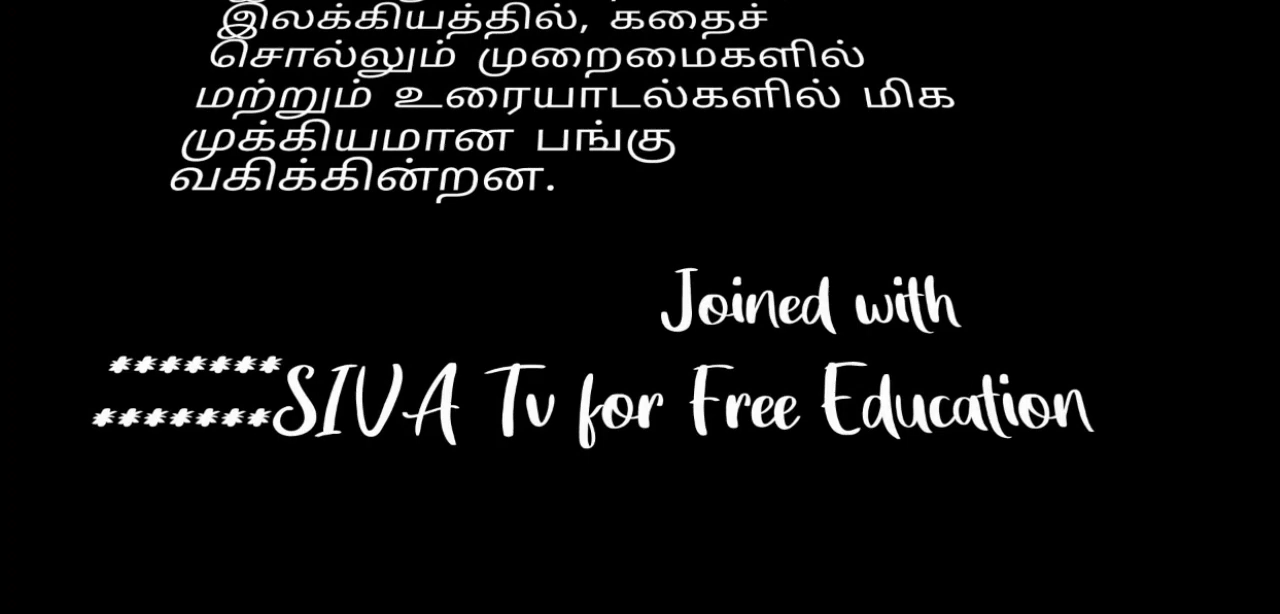 இலக்கியத்தில், கதைச்
சொல்லும் முறைமைகளில்
மற்றும் உரையாடல்களில் மிக
முக்கியமான பங்கு
வகிக்கின்றன.
Joined with
*******
*******SIVA Tv for Free Education